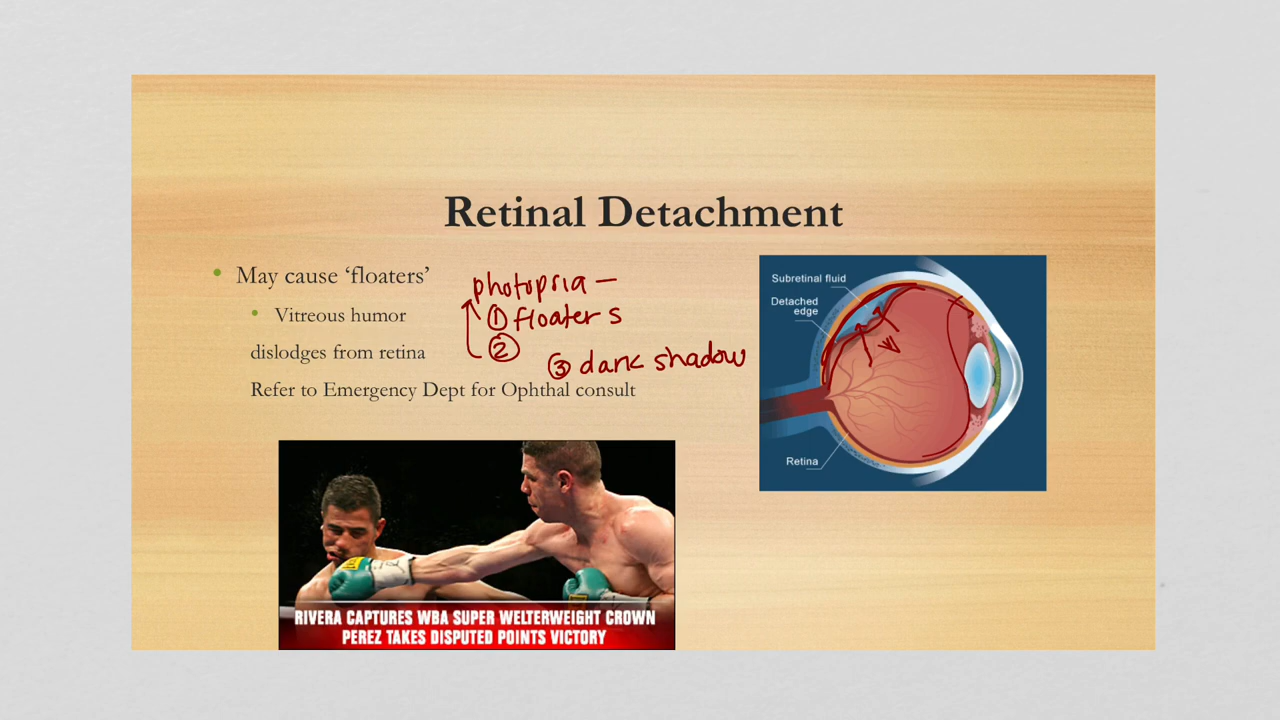 Retinal Detachment
• May cause ‘floaters’
• Vitreous humor
dislodges from retina
Refer to Emergency Dept for Ophthal consult
photopsia —
① floaters
②
③ dark shadow
Subretinal fluid
Detached
edge
Retina
RIVERA CAPTURES WBA SUPER WELTERWEIGHT CROWN
PEREZ TAKES DISPUTED POINTS VICTORY